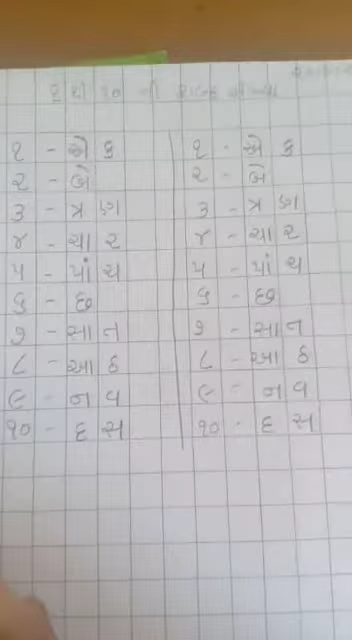 ૧ થી ૧૦ ની
૧ - એક ૧ - એક
૨ - બે ૨ - બે
૩ - ત્રણ ૩ - ત્રણ
૪ - ચાર ૪ - ચાર
૫ - પાંચ ૫ - પાંચ
૬ - છ ૬ - છ
૭ - સાત ૭ - સાત
૮ - આઠ ૮ - આઠ
૯ - નવ ૯ - નવ
૧૦ - દસ ૧૦ - દસ